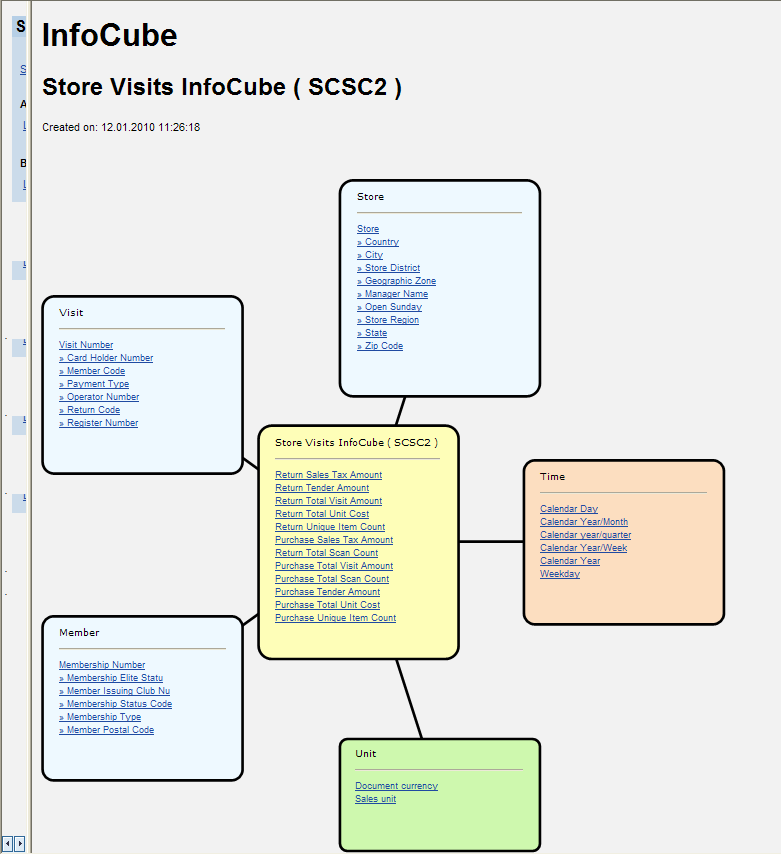 InfoCube
Store Visits InfoCube ( SCSC2 )
Created on: 12.01.2010 11:26:18
Store
Store
» Country
» City
» Store District
» Geographic Zone
» Manager Name
» Open Sunday
» Store Region
» State
» Zip Code
Visit
Visit Number
» Card Holder Number
» Member Code
» Payment Type
» Operator Number
» Return Code
» Register Number
Store Visits InfoCube ( SCSC2 )
Return Sales Tax Amount
Return Tender Amount
Return Total Visit Amount
Return Total Unit Cost
Return Unique Item Count
Purchase Sales Tax Amount
Return Total Scan Count
Purchase Total Visit Amount
Purchase Total Scan Count
Purchase Tender Amount
Purchase Total Unit Cost
Purchase Unique Item Count
Time
Calendar Day
Calendar Year/Month
Calendar year/quarter
Calendar Year/Week
Calendar Year
Weekday
Member
Membership Number
» Membership Elite Statu
» Member Issuing Club Nu
» Membership Status Code
» Membership Type
» Member Postal Code
Unit
Document currency
Sales unit